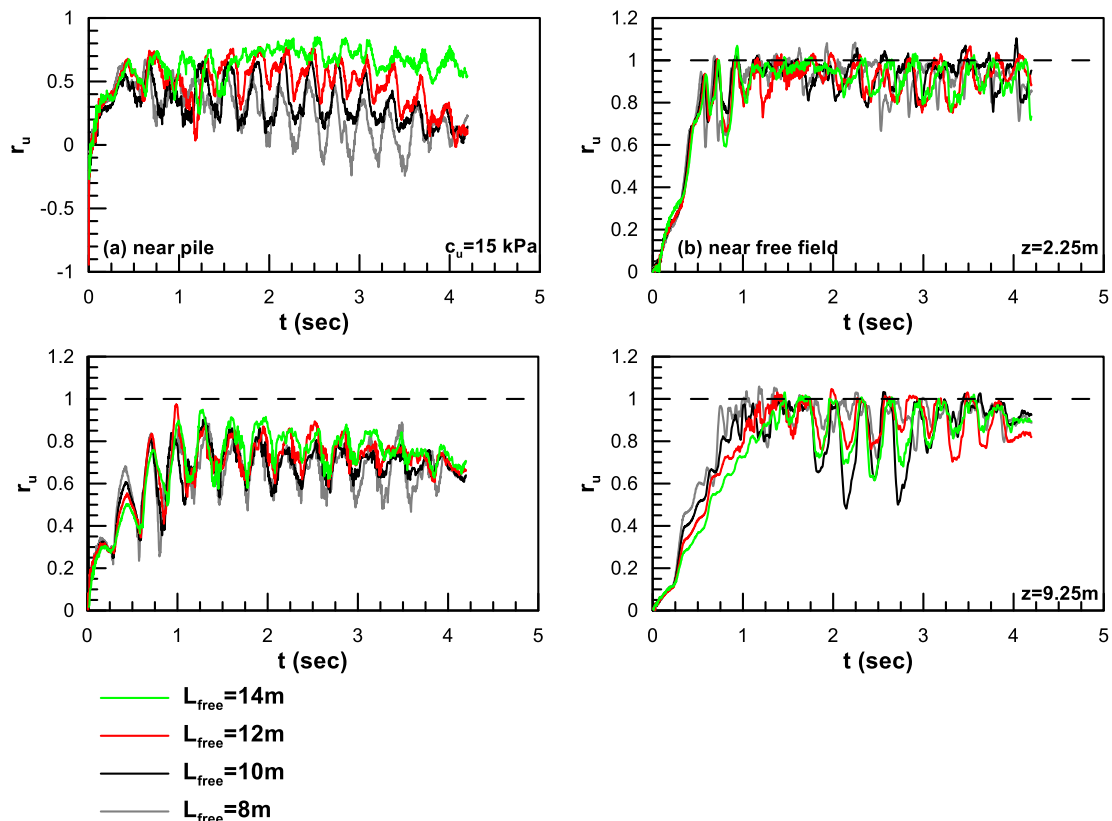 1
0.5
0
-0.5
-1
r_u
(a) near pile
c_u=15 kPa
0 1 2 3 4 5
t (sec)
1.2
1
0.8
0.6
0.4
0.2
0
r_u
(b) near free field
z=2.25m
0 1 2 3 4 5
t (sec)
1.2
1
0.8
0.6
0.4
0.2
0
r_u
0 1 2 3 4 5
t (sec)
1.2
1
0.8
0.6
0.4
0.2
0
r_u
z=9.25m
0 1 2 3 4 5
t (sec)
L_free=14m
L_free=12m
L_free=10m
L_free=8m